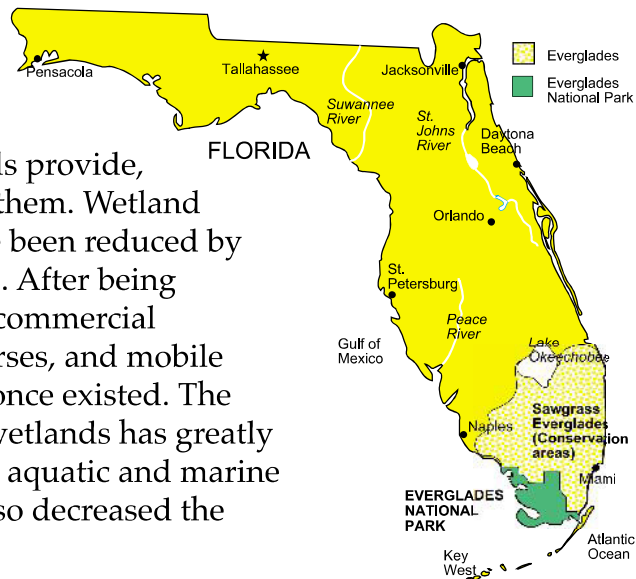 Pensacola
Tallahassee
Jacksonville
Everglades
Everglades
National Park
Suwannee
River
St.
Johns
River
Daytona
Beach
FLORIDA
Orlando
St.
Petersburg
Peace
River
Gulf of
Mexico
Lake
Okeechobee
Naples
Sawgrass
Everglades
(Conservation
areas)
Miami
EVERGLADES
NATIONAL
PARK
Key
West
Atlantic
Ocean
ls provide,
them. Wetland
been reduced by
. After being
commercial
rses, and mobile
once existed. The
wetlands has greatly
aquatic and marine
so decreased the